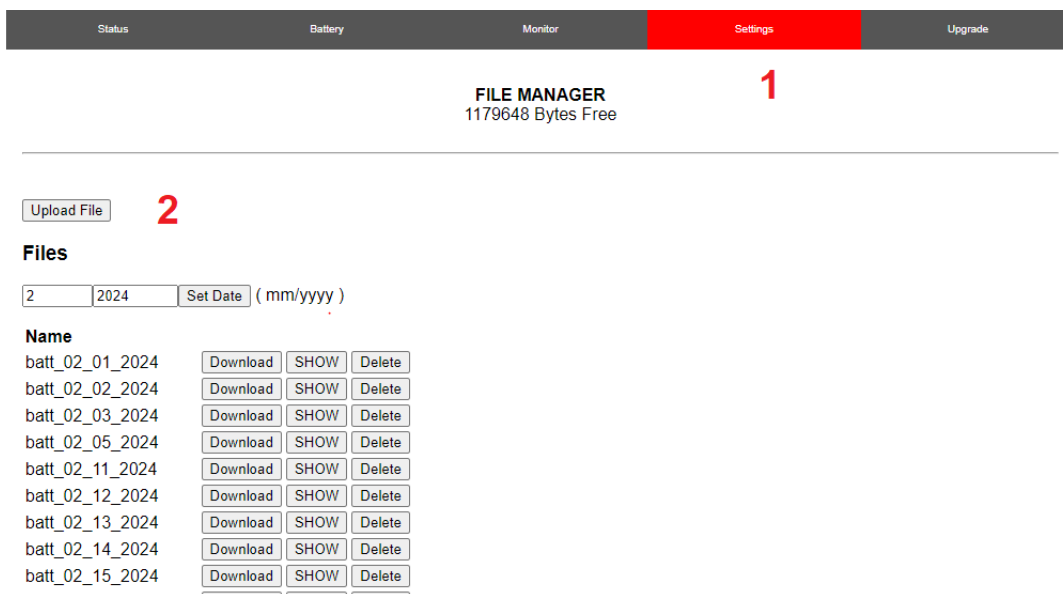 Status Battery Monitor Settings Upgrade
1
FILE MANAGER
1179648 Bytes Free
Upload File 2
Files
2 2024 Set Date ( mm/yyyy )
Name
batt_02_01_2024 Download SHOW Delete
batt_02_02_2024 Download SHOW Delete
batt_02_03_2024 Download SHOW Delete
batt_02_05_2024 Download SHOW Delete
batt_02_11_2024 Download SHOW Delete
batt_02_12_2024 Download SHOW Delete
batt_02_13_2024 Download SHOW Delete
batt_02_14_2024 Download SHOW Delete
batt_02_15_2024 Download SHOW Delete